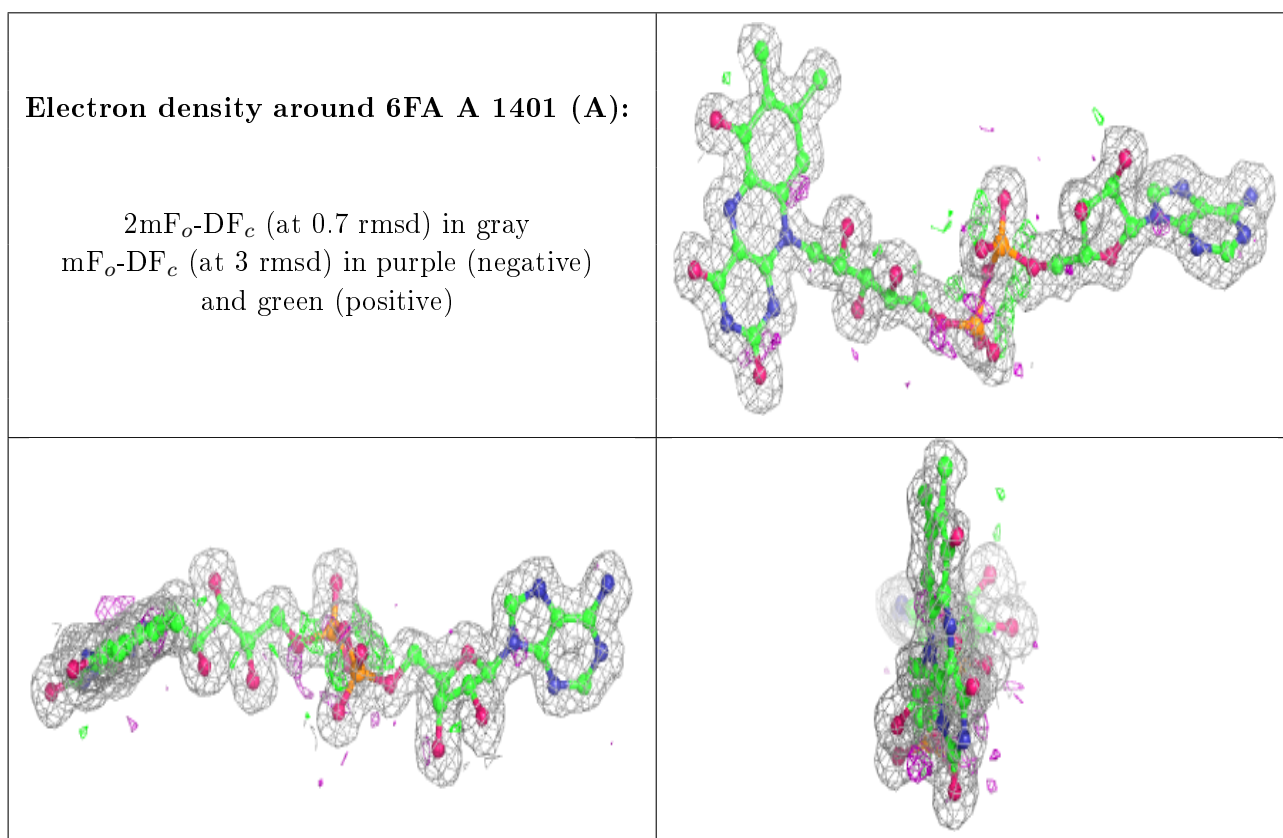 Electron density around 6FA A 1401 (A):
2mFₒ-DF𝒸 (at 0.7 rmsd) in gray
mFₒ-DF𝒸 (at 3 rmsd) in purple (negative)
and green (positive)